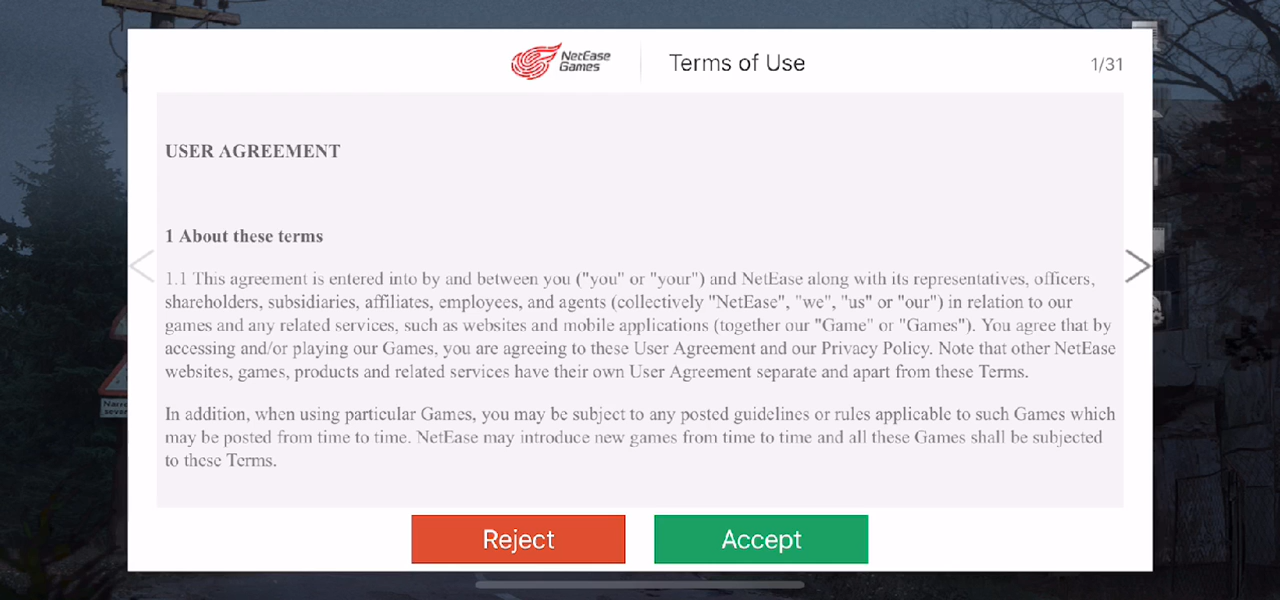 NetEase
Games
Terms of Use
1/31
USER AGREEMENT
1 About these terms
1.1 This agreement is entered into by and between you ("you" or "your") and NetEase along with its representatives, officers,
shareholders, subsidiaries, affiliates, employees, and agents (collectively "NetEase", "we", "us" or "our") in relation to our
games and any related services, such as websites and mobile applications (together our "Game" or "Games"). You agree that by
accessing and/or playing our Games, you are agreeing to these User Agreement and our Privacy Policy. Note that other NetEase
websites, games, products and related services have their own User Agreement separate and apart from these Terms.
In addition, when using particular Games, you may be subject to any posted guidelines or rules applicable to such Games which
may be posted from time to time. NetEase may introduce new games from time to time and all these Games shall be subjected
to these Terms.
Reject
Accept